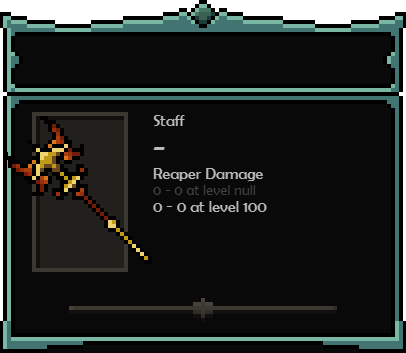 Staff
–
Reaper Damage
0 - 0 at level null
0 - 0 at level 100